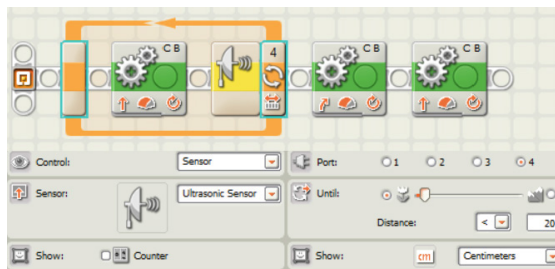 C B
4
C B
C B
Control:
Sensor
Port:
1 2 3 4
Sensor:
Ultrasonic Sensor
Until:
Distance:
<
20
Show:
Counter
Show:
cm
Centimeters